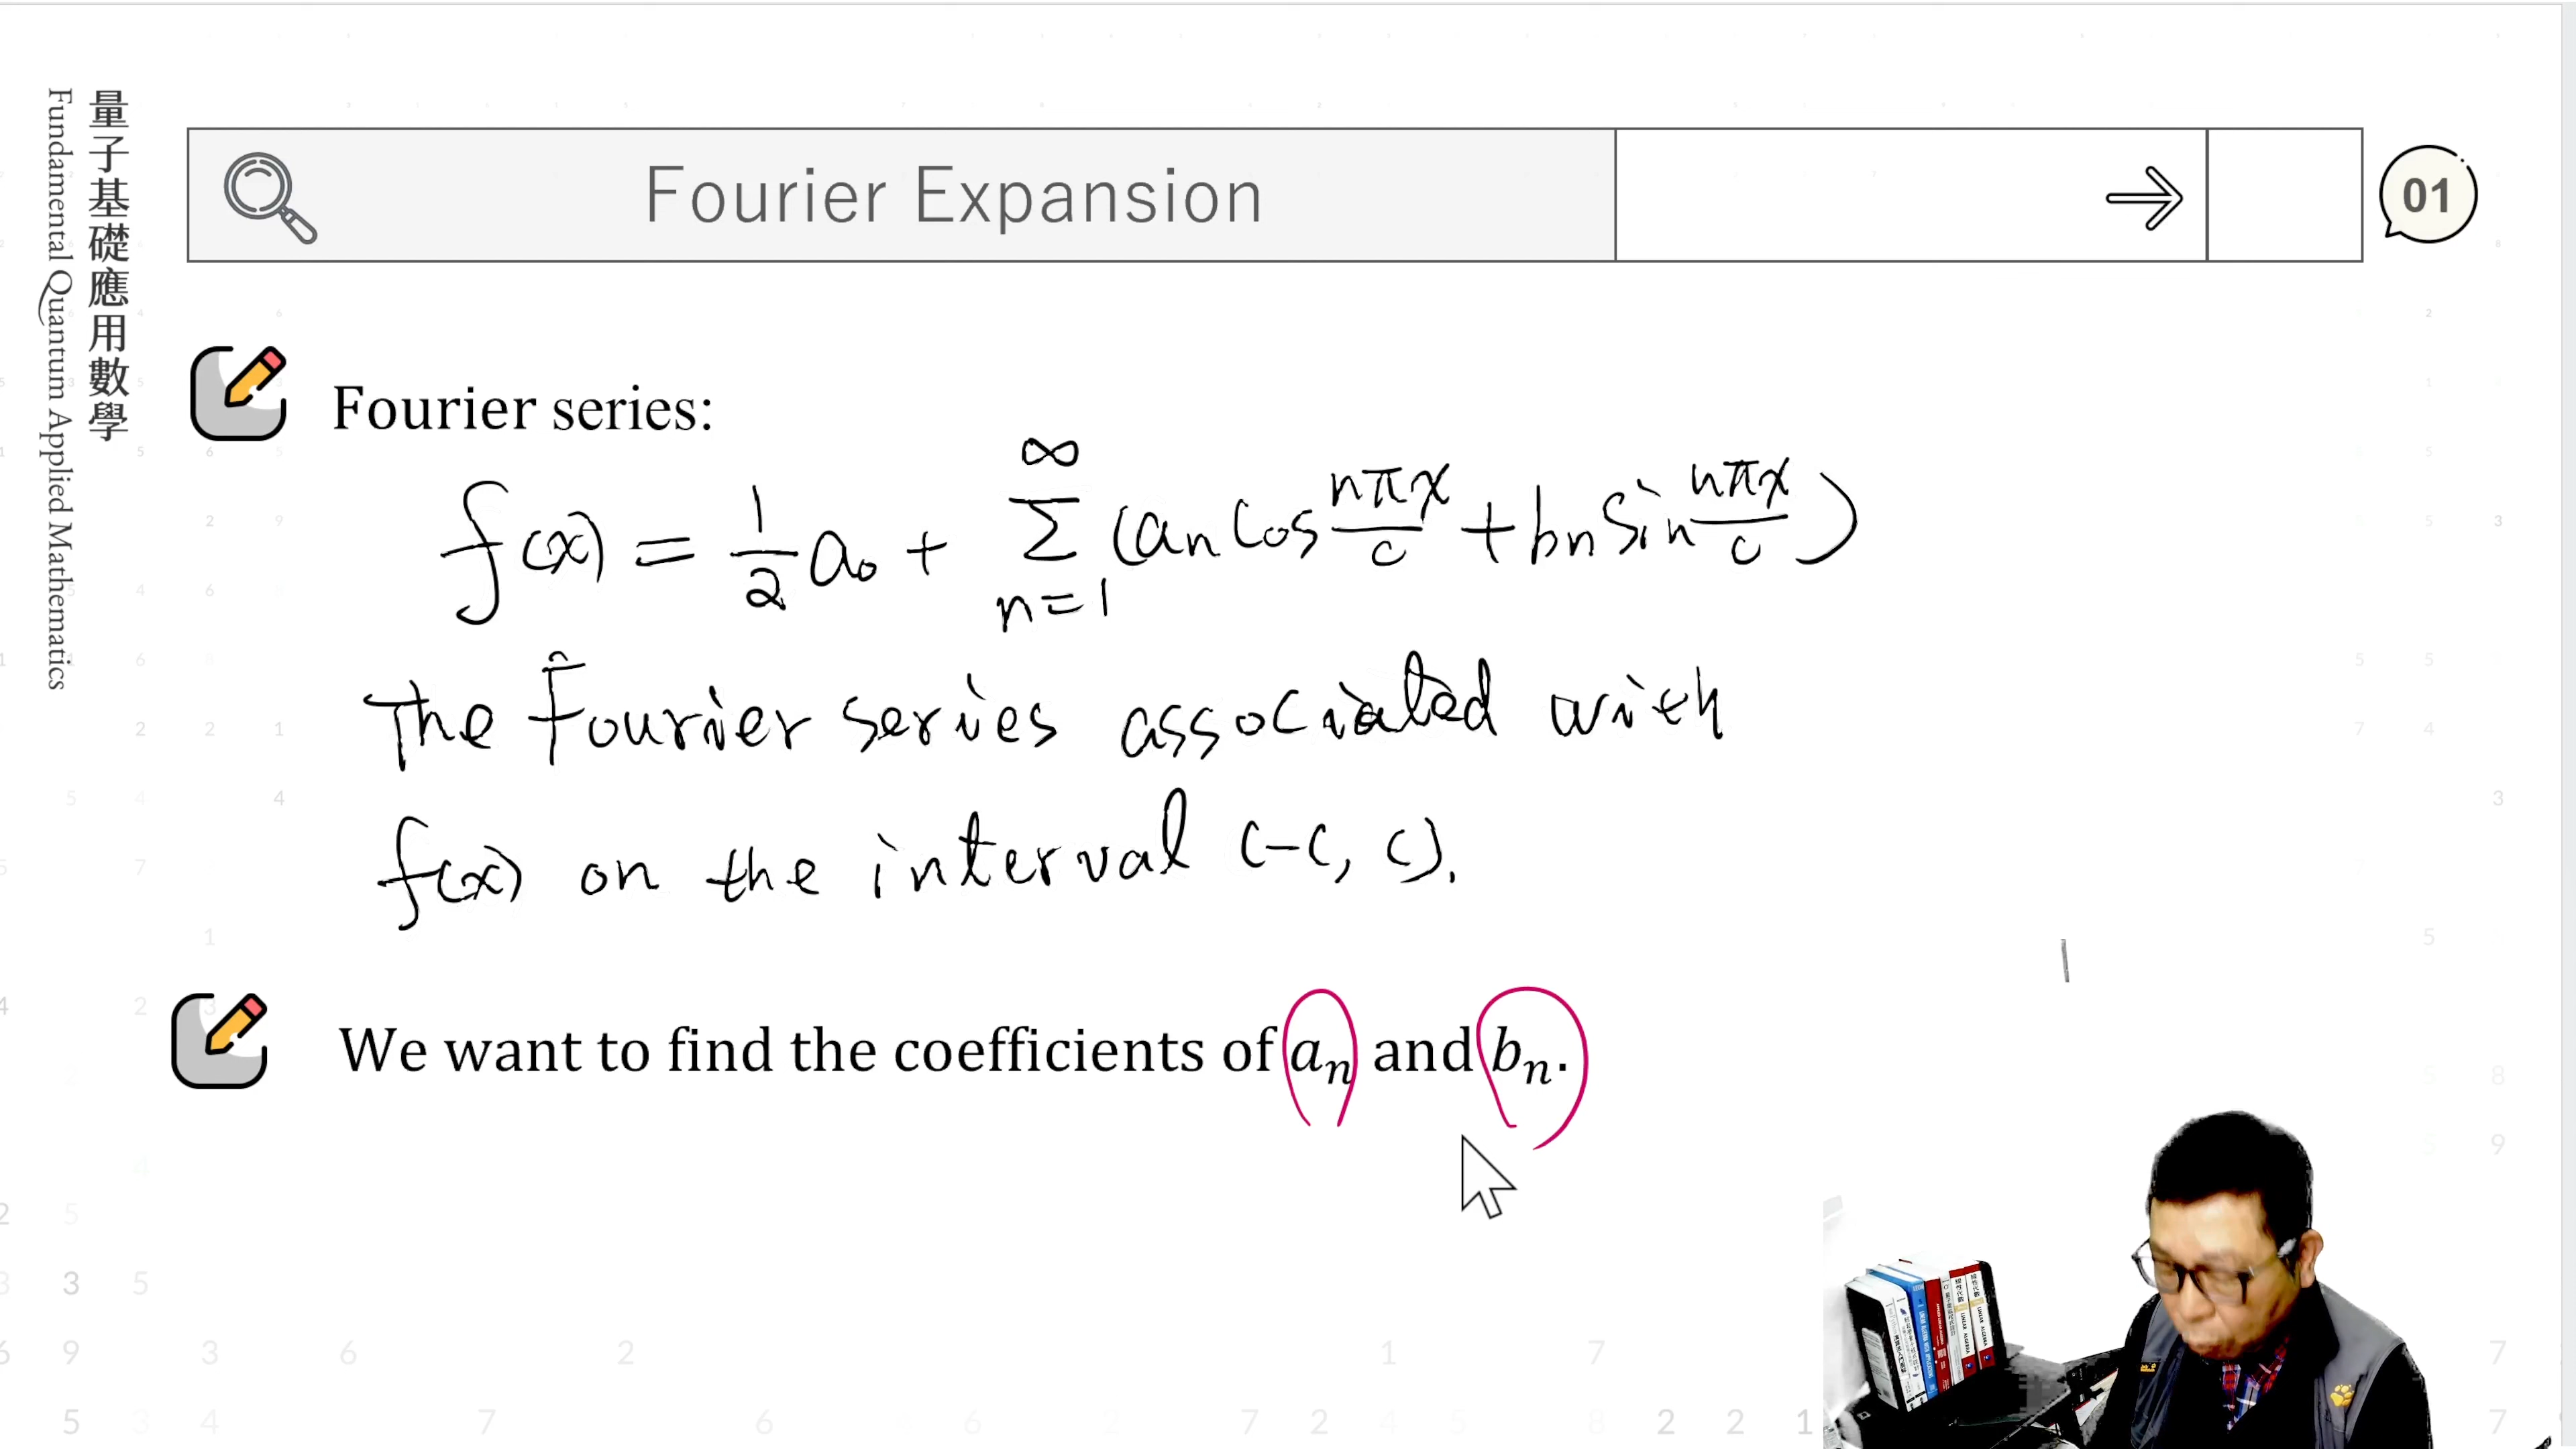 量子基礎應用數學
Fundamental Quantum Applied Mathematics
Fourier Expansion
01
Fourier series:
f(x) = 1/2 a₀ + ∞ Σ n=1 (an cos nπx/c + bn sin nπx/c)
The Fourier series associated with
f(x) on the interval (-c, c).
We want to find the coefficients of aₙ and bₙ.